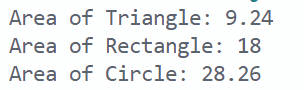 Area of Triangle: 9.24
Area of Rectangle: 18
Area of Circle: 28.26